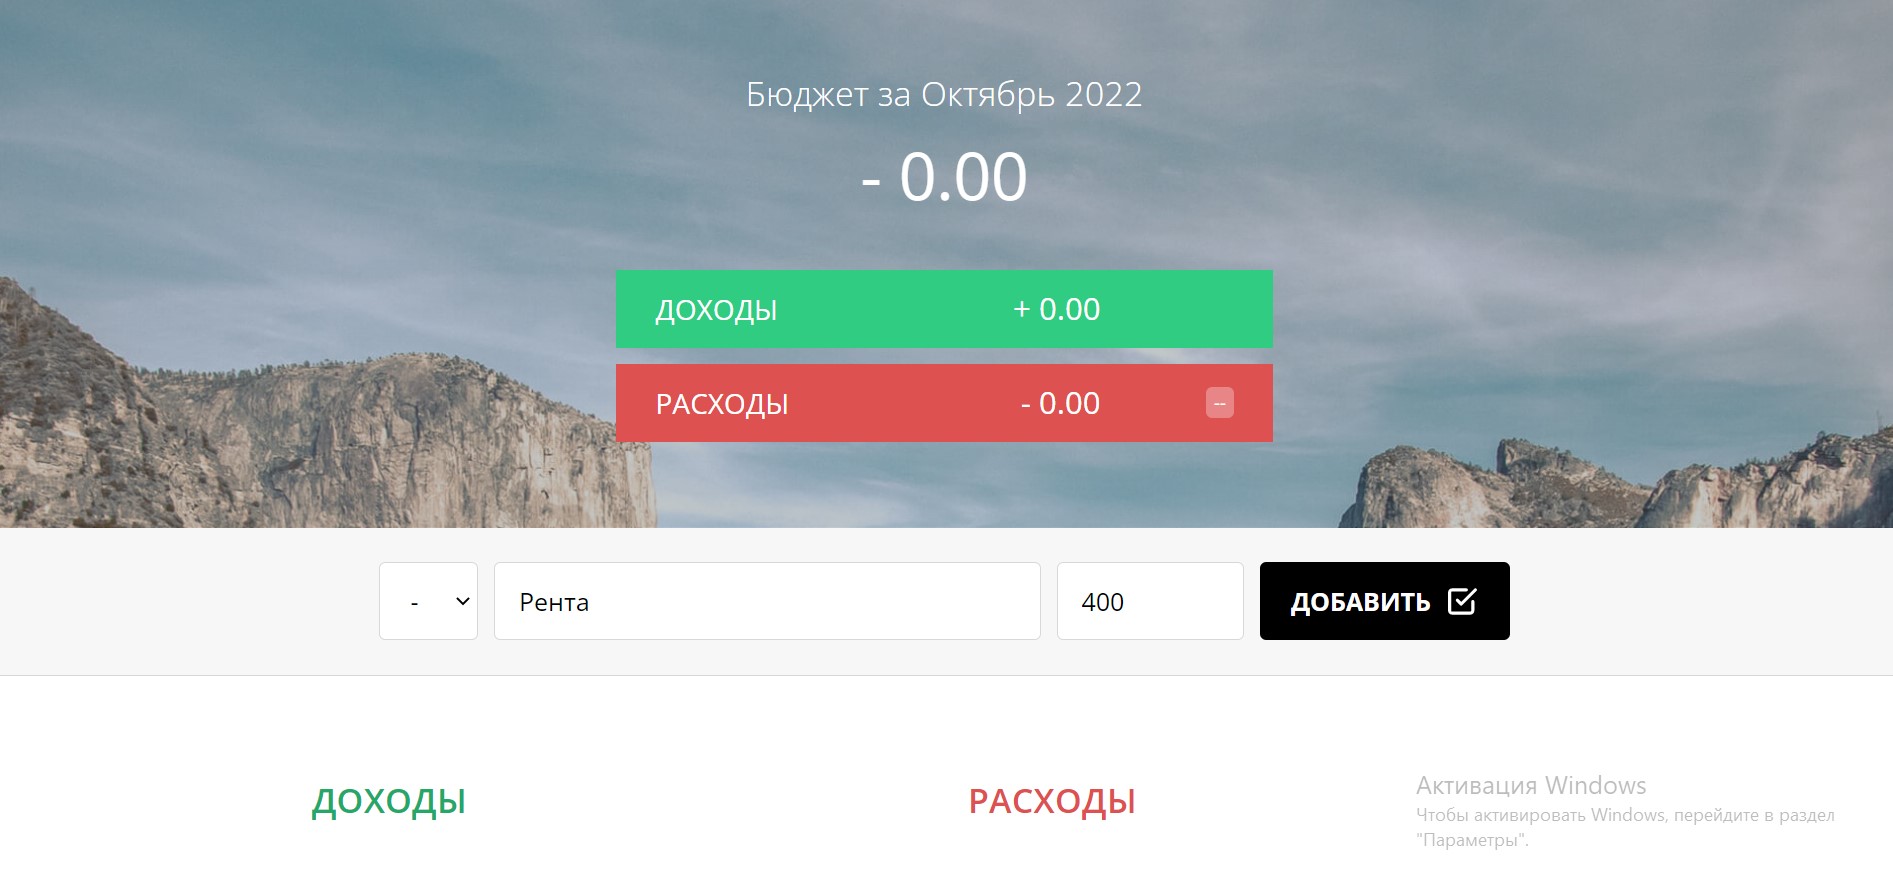 Бюджет за Октябрь 2022
- 0.00
ДОХОДЫ + 0.00
РАСХОДЫ - 0.00 --
- Рента 400 ДОБАВИТЬ
ДОХОДЫ РАСХОДЫ
Активация Windows
Чтобы активировать Windows, перейдите в раздел
"Параметры".